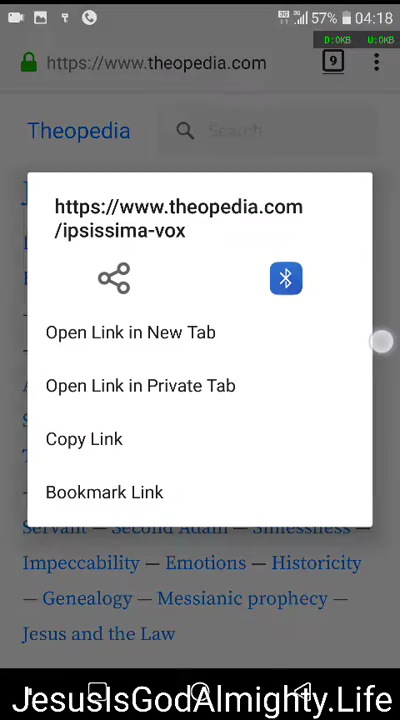 57% 04:18
D:0KB U:0KB
https://www.theopedia.com 9
Theopedia Search
https://www.theopedia.com
/ipsissima-vox
Open Link in New Tab
Open Link in Private Tab
Copy Link
Bookmark Link
Servant — Second Adam — Sinlessness —
Impeccability — Emotions — Historicity
— Genealogy — Messianic prophecy —
Jesus and the Law
JesusIsGodAlmighty.Life